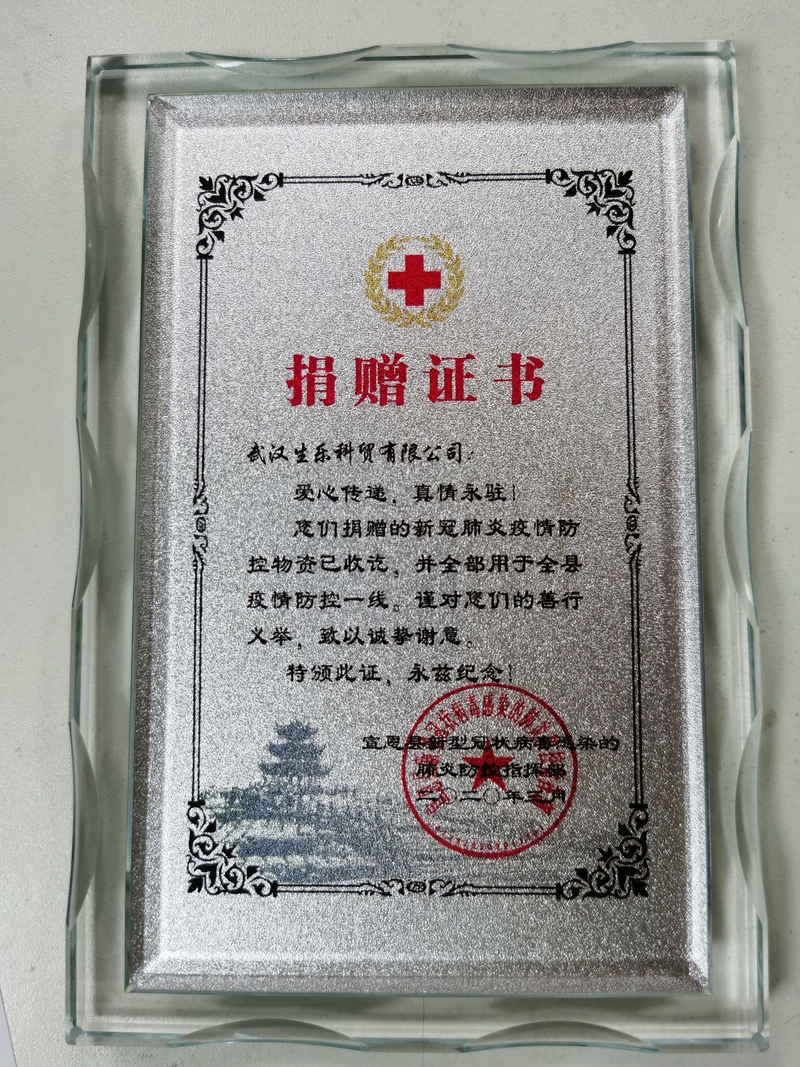 捐赠证书
武汉生乐科贸有限公司：
爱心传递，真情永驻！
您们捐赠的新冠肺炎疫情防
控物资已收讫，并全部用于全县
疫情防控一线。谨对您们的善行
义举，致以诚挚谢意。
特颁此证，永兹纪念！
宣恩县新型冠状病毒感染的
肺炎防控指挥部
二〇二〇年三月